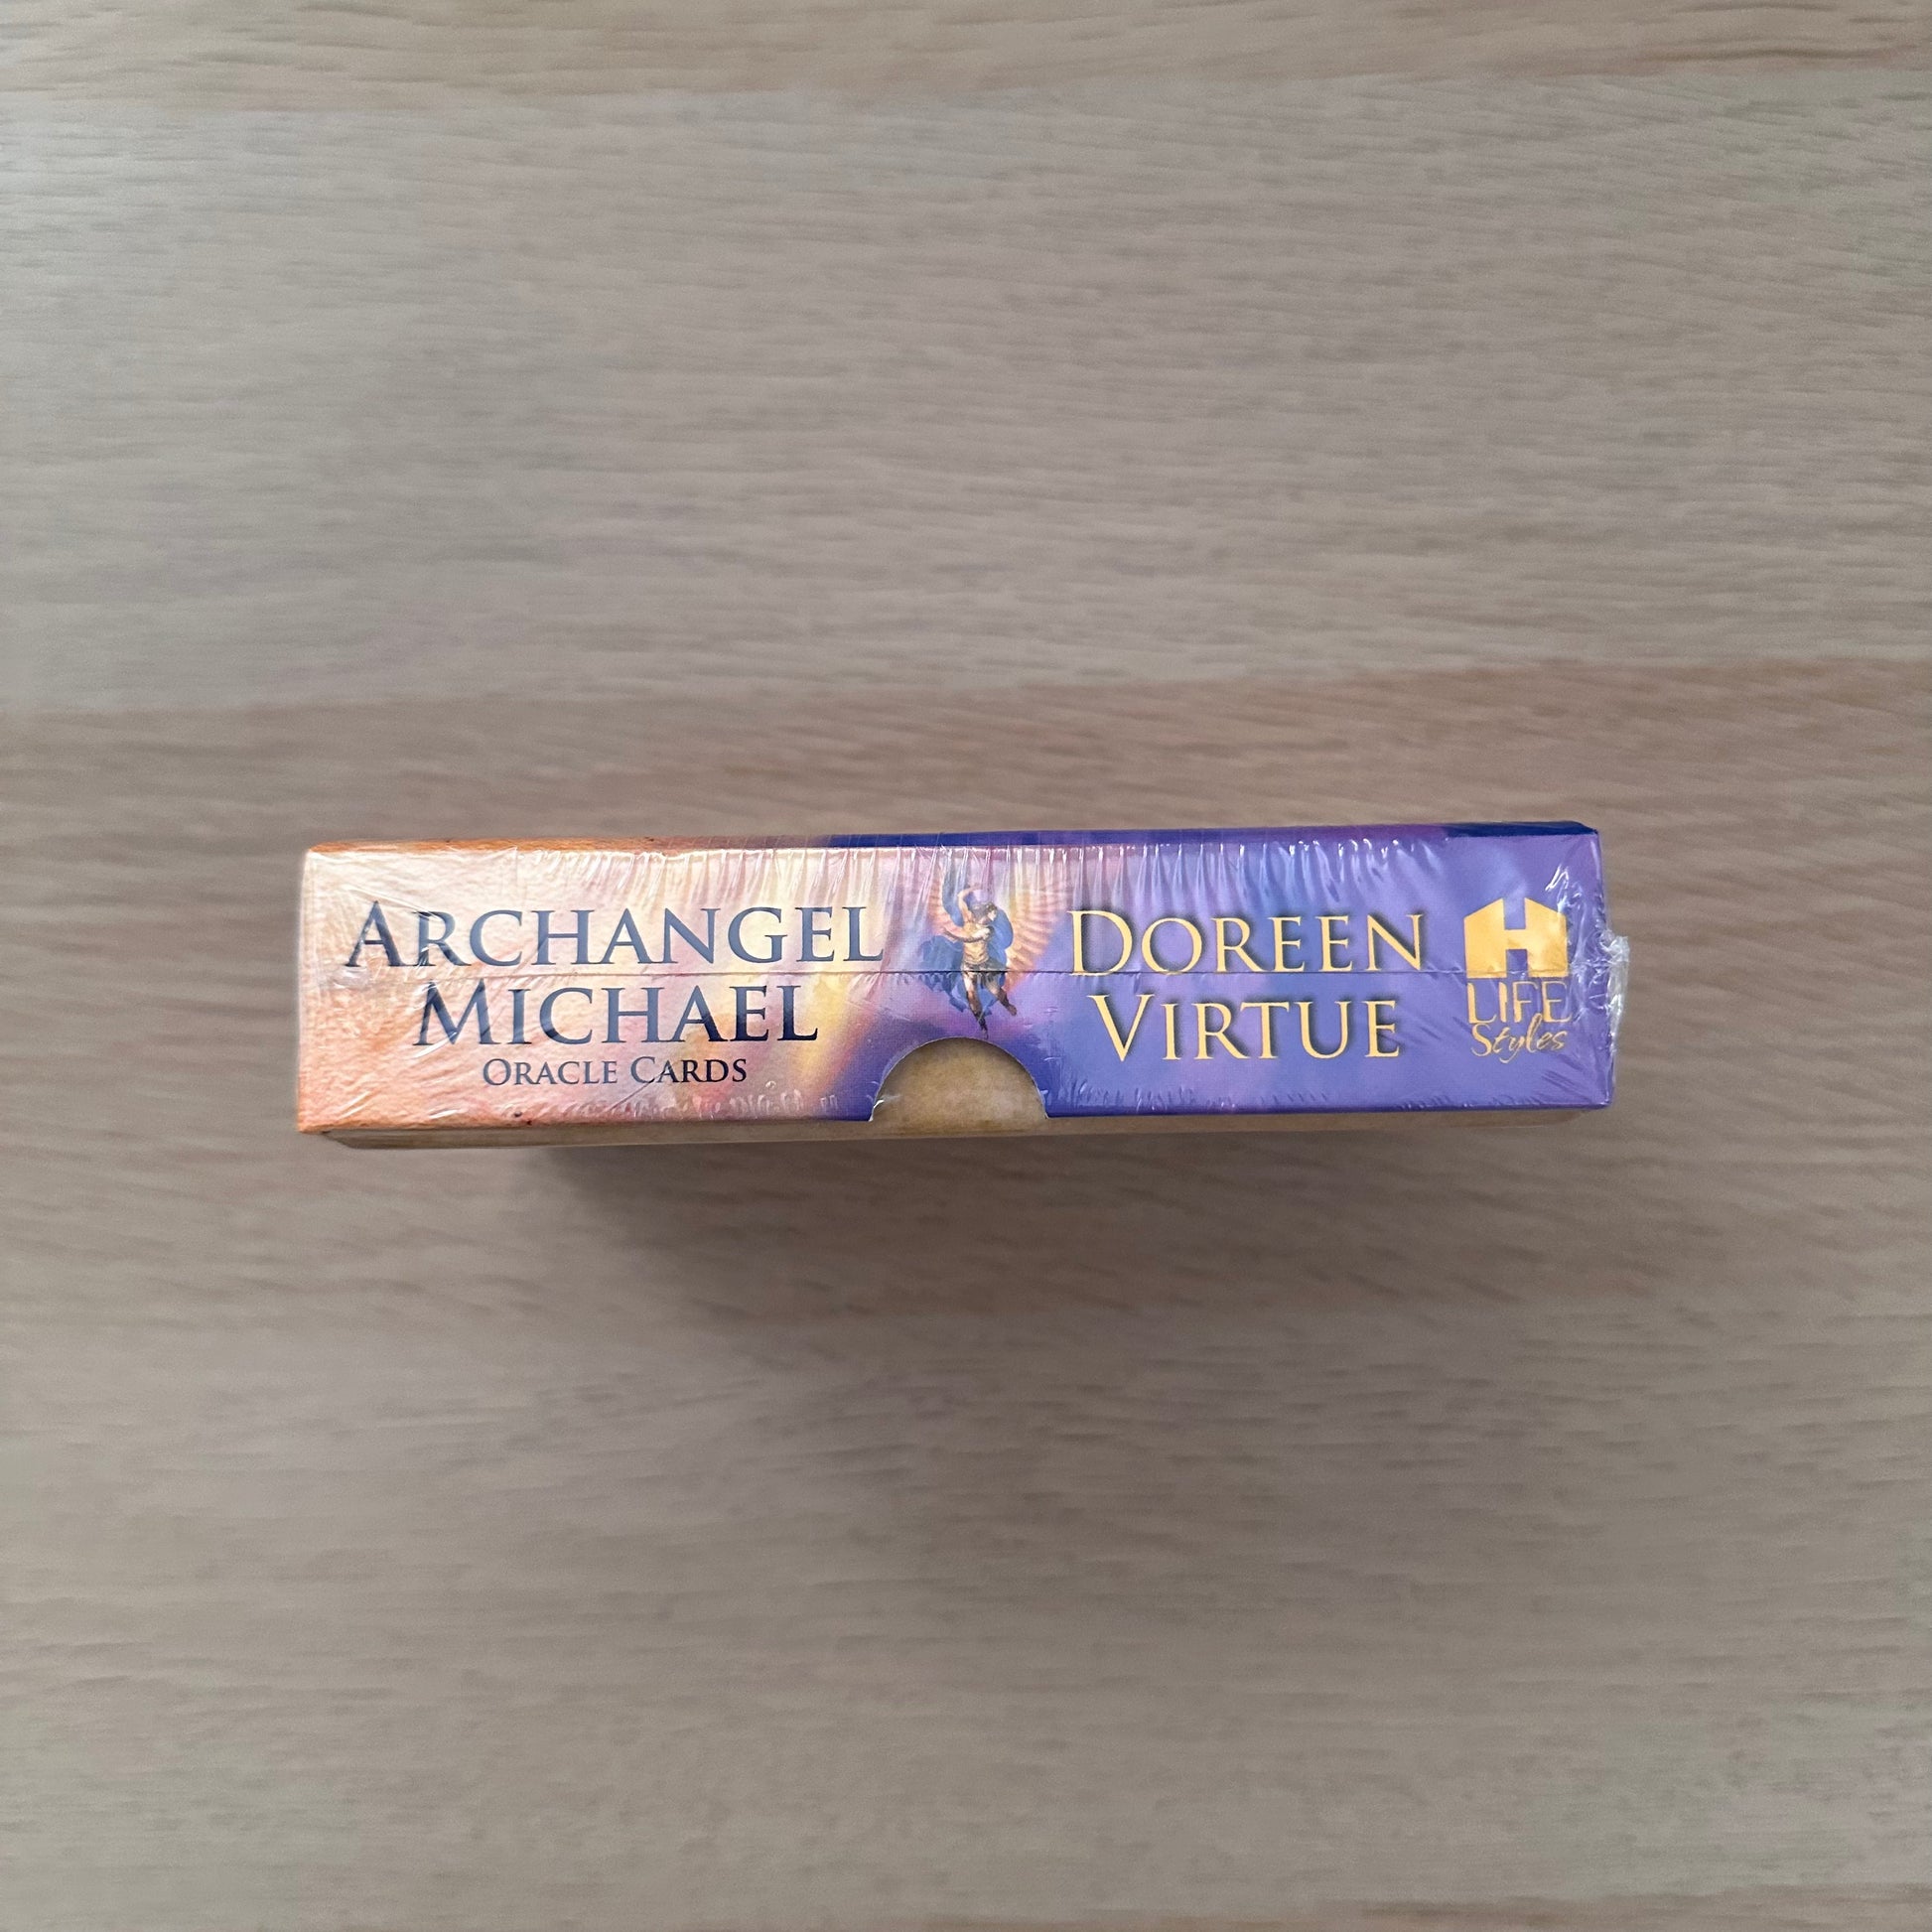 ARCHANGEL
MICHAEL
ORACLE CARDS
DOREEN
VIRTUE
H
LIFE
Styles